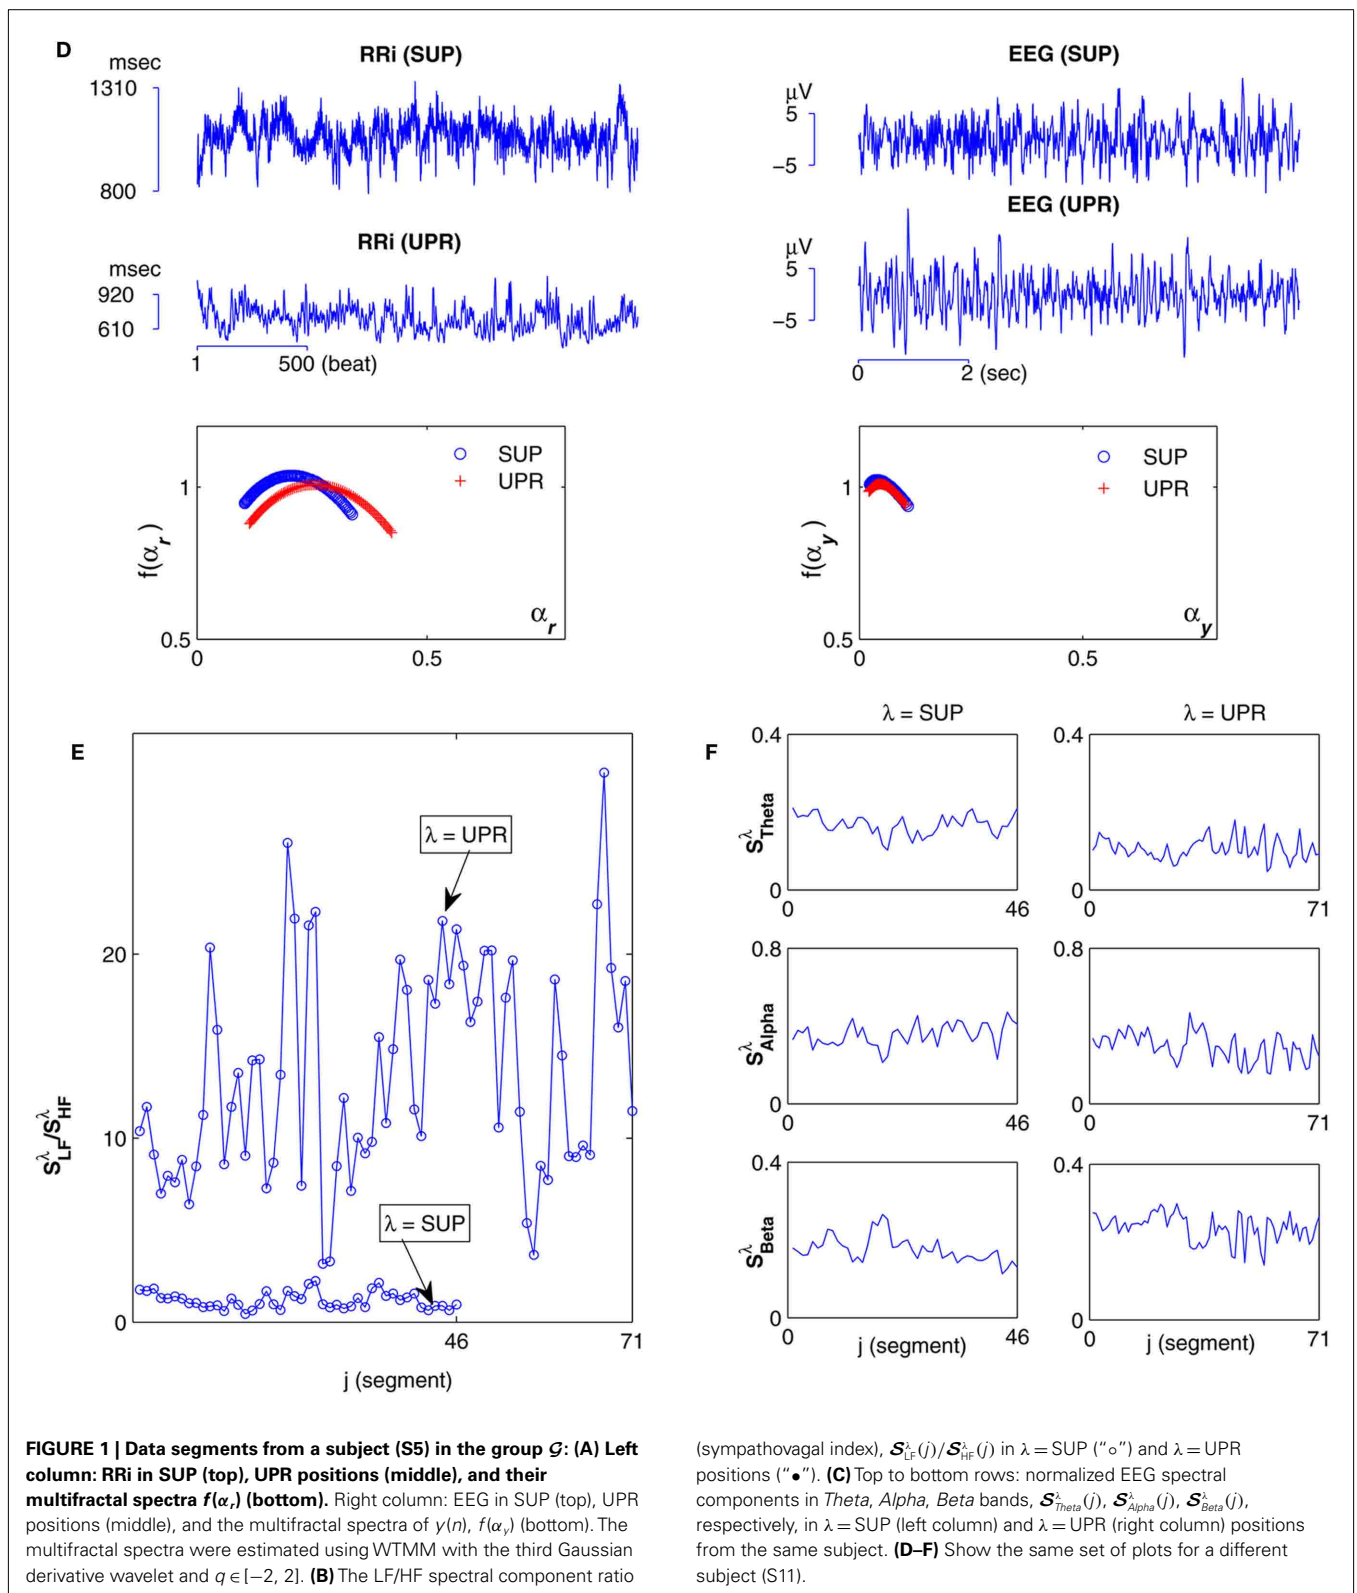 D
RRi (SUP)
msec
1310
800
RRi (UPR)
msec
920
610
1 500 (beat)
EEG (SUP)
μV
5
−5
EEG (UPR)
μV
5
−5
0 2 (sec)
SUP
UPR
1
f(α_r)
α_r
0.5
0 0.5
SUP
UPR
1
f(α_y)
α_y
0.5
0 0.5
E
λ = UPR
20
S^λ_LF/S^λ_HF
10
λ = SUP
0
46 71
j (segment)
F
λ = SUP λ = UPR
0.4 0.4
S^λ_Theta
0 0
0 46 0 71
0.8 0.8
S^λ_Alpha
0 0
0 46 0 71
0.4 0.4
S^λ_Beta
0 0
0 46 0 71
j (segment) j (segment)
FIGURE 1 | Data segments from a subject (S5) in the group 𝒢: (A) Left
column: RRi in SUP (top), UPR positions (middle), and their
multifractal spectra f(α_r) (bottom). Right column: EEG in SUP (top), UPR
positions (middle), and the multifractal spectra of y(n), f(α_y) (bottom). The
multifractal spectra were estimated using WTMM with the third Gaussian
derivative wavelet and q ∈ [−2, 2]. (B) The LF/HF spectral component ratio
(sympathovagal index), S^λ_LF(j)/S^λ_HF(j) in λ = SUP (“○”) and λ = UPR
positions (“●”). (C) Top to bottom rows: normalized EEG spectral
components in Theta, Alpha, Beta bands, S^λ_Theta(j), S^λ_Alpha(j), S^λ_Beta(j),
respectively, in λ = SUP (left column) and λ = UPR (right column) positions
from the same subject. (D–F) Show the same set of plots for a different
subject (S11).